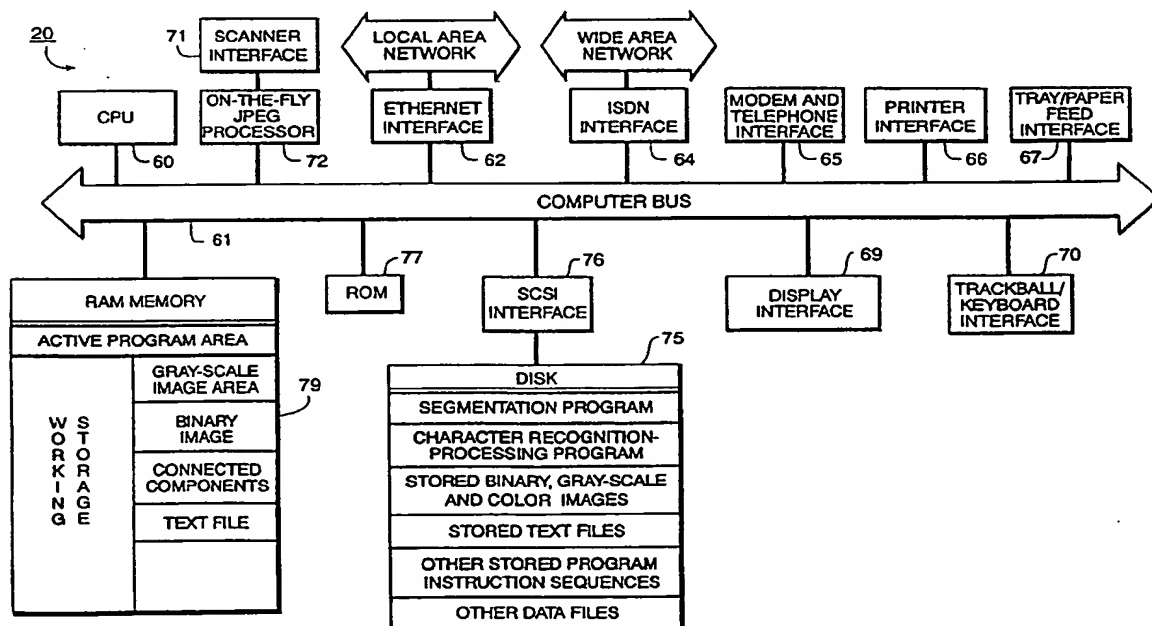 20
71
SCANNER
INTERFACE
LOCAL AREA
NETWORK
WIDE AREA
NETWORK
CPU
60
ON-THE-FLY
JPEG
PROCESSOR
72
ETHERNET
INTERFACE
62
ISDN
INTERFACE
64
MODEM AND
TELEPHONE
INTERFACE
65
PRINTER
INTERFACE
66
TRAY/PAPER
FEED
INTERFACE
67
COMPUTER BUS
61
77
ROM
76
SCSI
INTERFACE
69
DISPLAY
INTERFACE
70
TRACKBALL/
KEYBOARD
INTERFACE
RAM MEMORY
ACTIVE PROGRAM AREA
WORKING
STORAGE
GRAY-SCALE
IMAGE AREA
79
BINARY
IMAGE
CONNECTED
COMPONENTS
TEXT FILE
75
DISK
SEGMENTATION PROGRAM
CHARACTER RECOGNITION-
PROCESSING PROGRAM
STORED BINARY, GRAY-SCALE
AND COLOR IMAGES
STORED TEXT FILES
OTHER STORED PROGRAM
INSTRUCTION SEQUENCES
OTHER DATA FILES